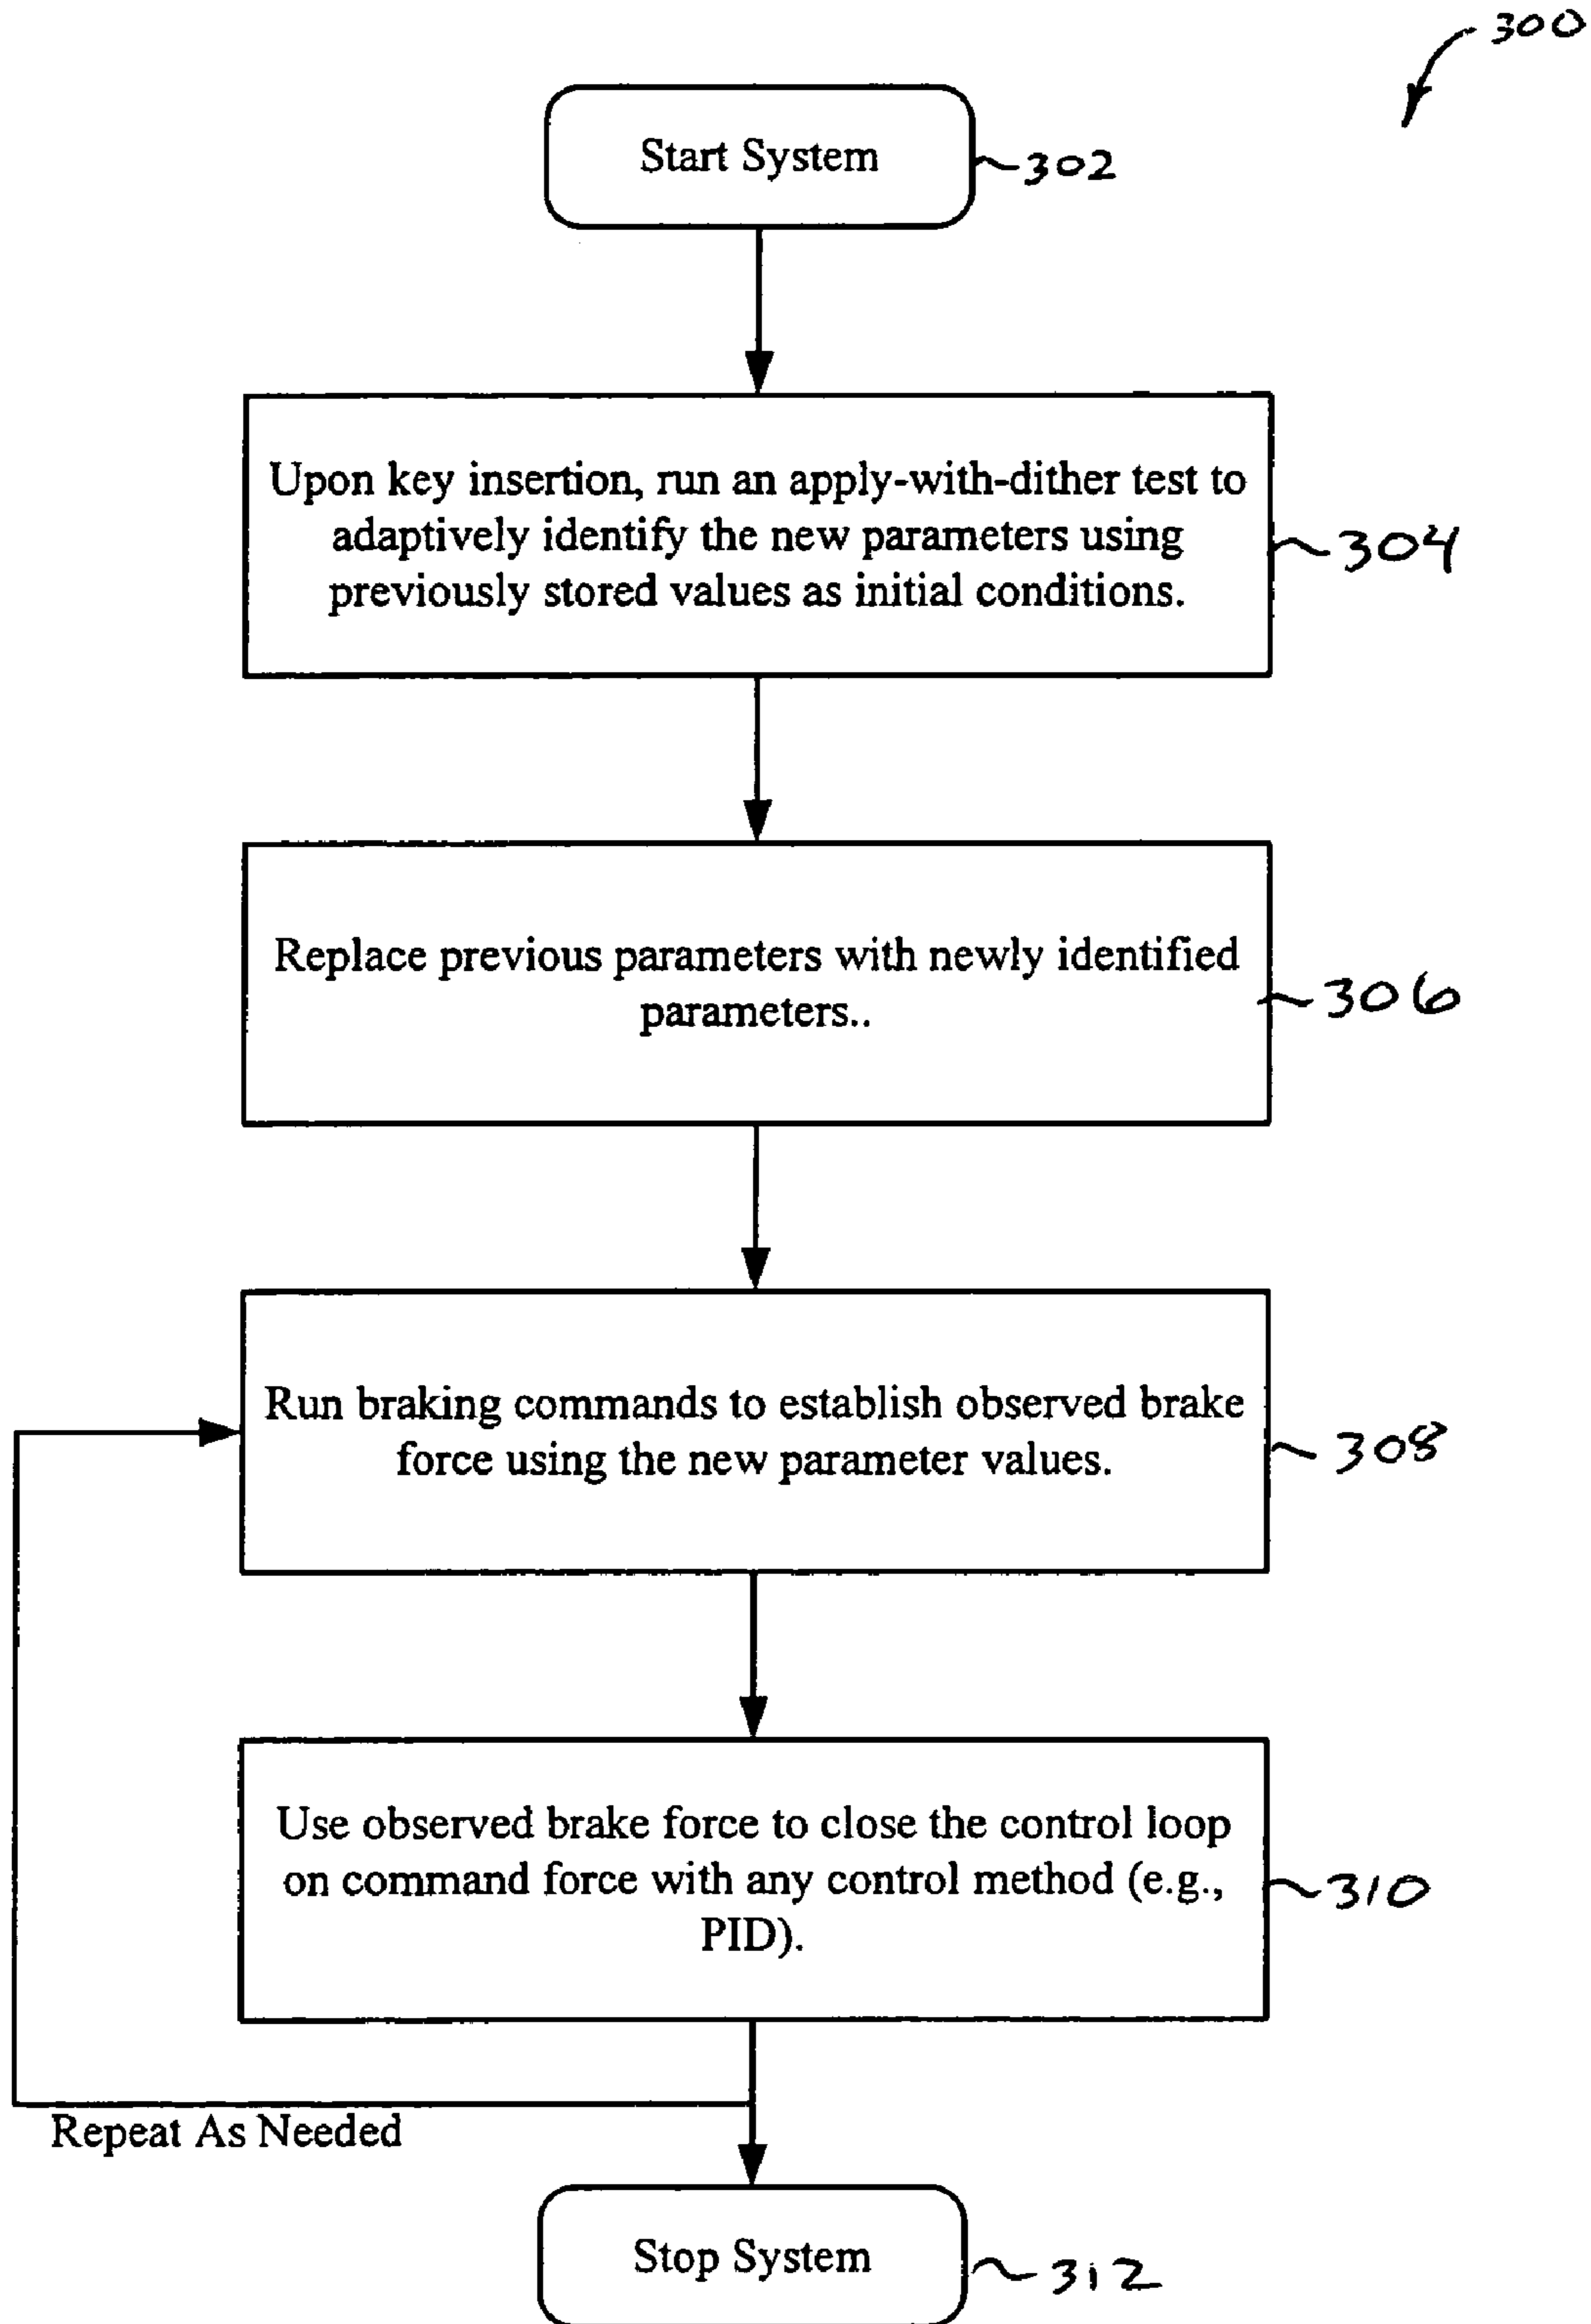 300
Start System
302
Upon key insertion, run an apply-with-dither test to
adaptively identify the new parameters using
previously stored values as initial conditions.
304
Replace previous parameters with newly identified
parameters..
306
Run braking commands to establish observed brake
force using the new parameter values.
308
Use observed brake force to close the control loop
on command force with any control method (e.g.,
PID).
310
Repeat As Needed
Stop System
312